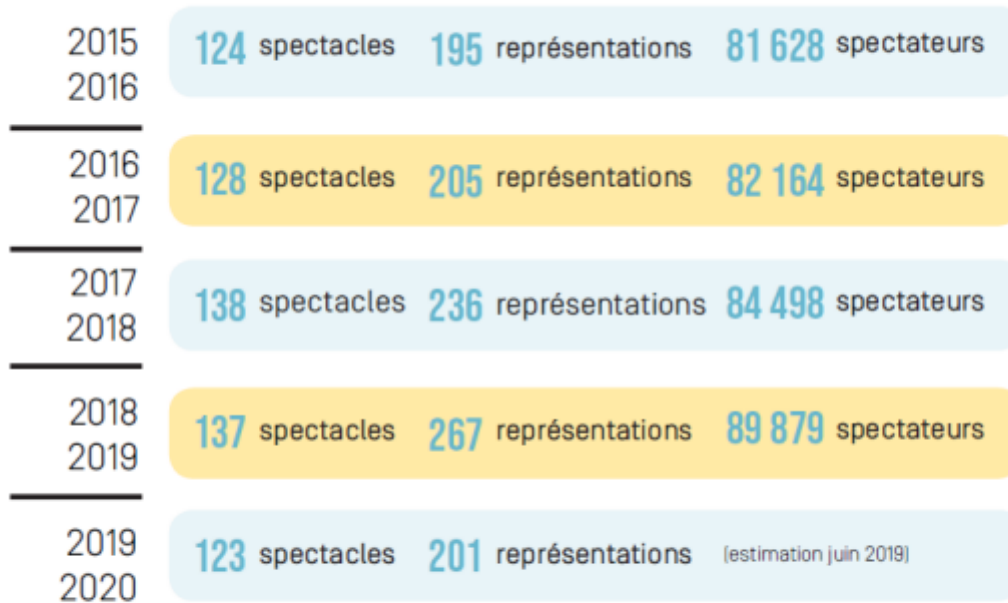 2015
2016
124 spectacles 195 représentations 81 628 spectateurs
2016
2017
128 spectacles 205 représentations 82 164 spectateurs
2017
2018
138 spectacles 236 représentations 84 498 spectateurs
2018
2019
137 spectacles 267 représentations 89 879 spectateurs
2019
2020
123 spectacles 201 représentations (estimation juin 2019)